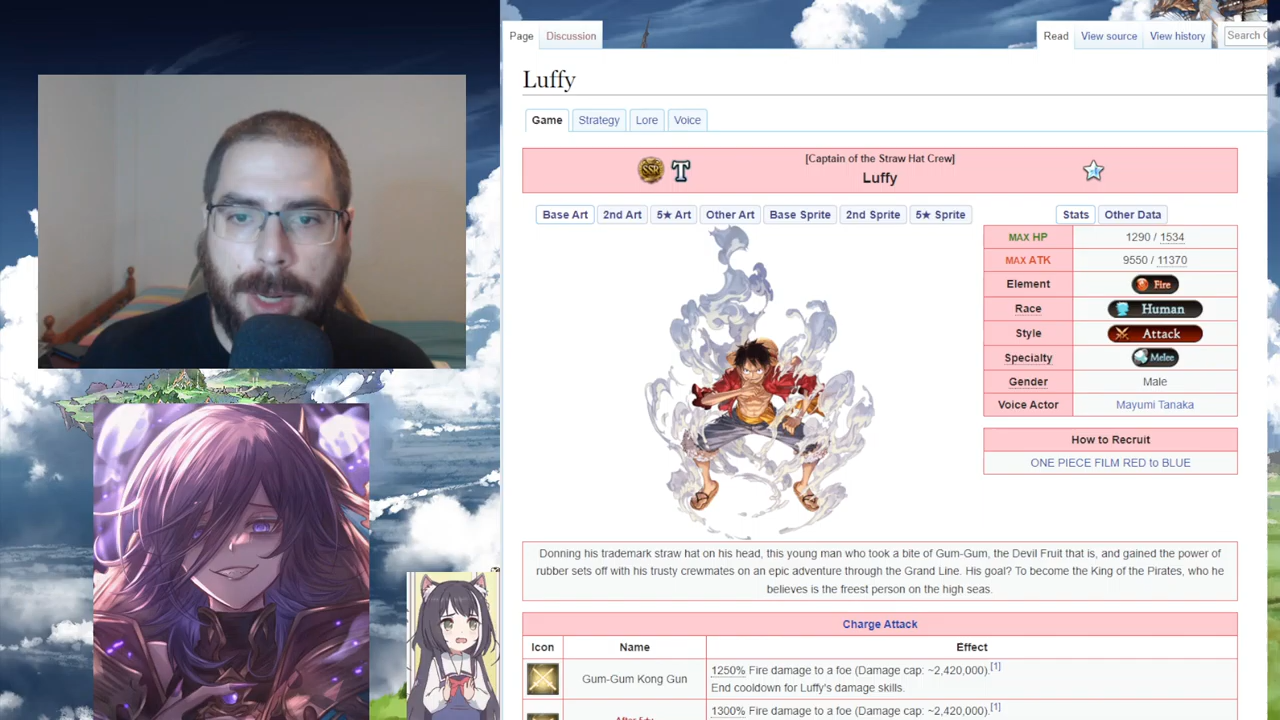 Page
Discussion
Read
View source
View history
Search
Luffy
Game
Strategy
Lore
Voice
SSR
T
[Captain of the Straw Hat Crew]
Luffy
Base Art
2nd Art
5★ Art
Other Art
Base Sprite
2nd Sprite
5★ Sprite
Stats
Other Data
MAX HP 1290 / 1534
MAX ATK 9550 / 11370
Element Fire
Race Human
Style Attack
Specialty Melee
Gender Male
Voice Actor Mayumi Tanaka
How to Recruit
ONE PIECE FILM RED to BLUE
Donning his trademark straw hat on his head, this young man who took a bite of Gum-Gum, the Devil Fruit that is, and gained the power of
rubber sets off with his trusty crewmates on an epic adventure through the Grand Line. His goal? To become the King of the Pirates, who he
believes is the freest person on the high seas.
Charge Attack
Icon Name Effect
Gum-Gum Kong Gun
1250% Fire damage to a foe (Damage cap: ~2,420,000).[1]
End cooldown for Luffy's damage skills.
1300% Fire damage to a foe (Damage cap: ~2,420,000).[1]